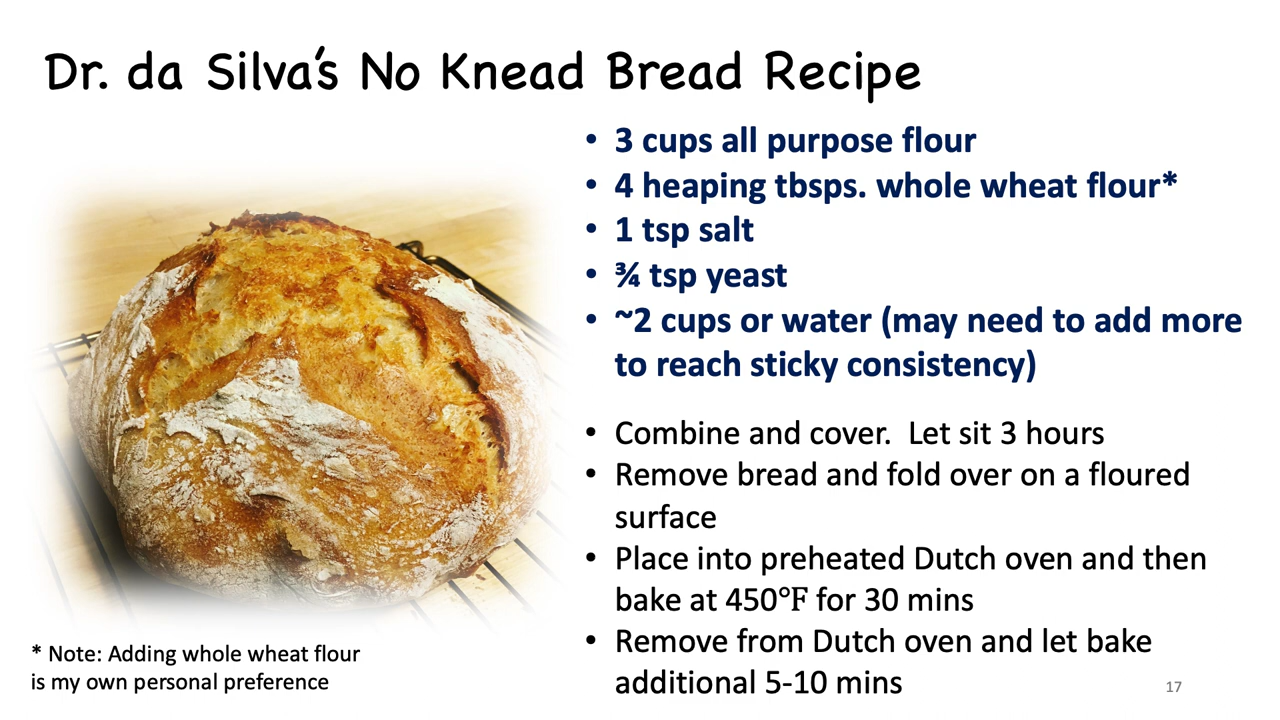 Dr. da Silva's No Knead Bread Recipe
• 3 cups all purpose flour
• 4 heaping tbsps. whole wheat flour*
• 1 tsp salt
• ¾ tsp yeast
• ~2 cups or water (may need to add more
to reach sticky consistency)
• Combine and cover.  Let sit 3 hours
• Remove bread and fold over on a floured
surface
• Place into preheated Dutch oven and then
bake at 450°F for 30 mins
• Remove from Dutch oven and let bake
additional 5-10 mins
* Note: Adding whole wheat flour
is my own personal preference
17